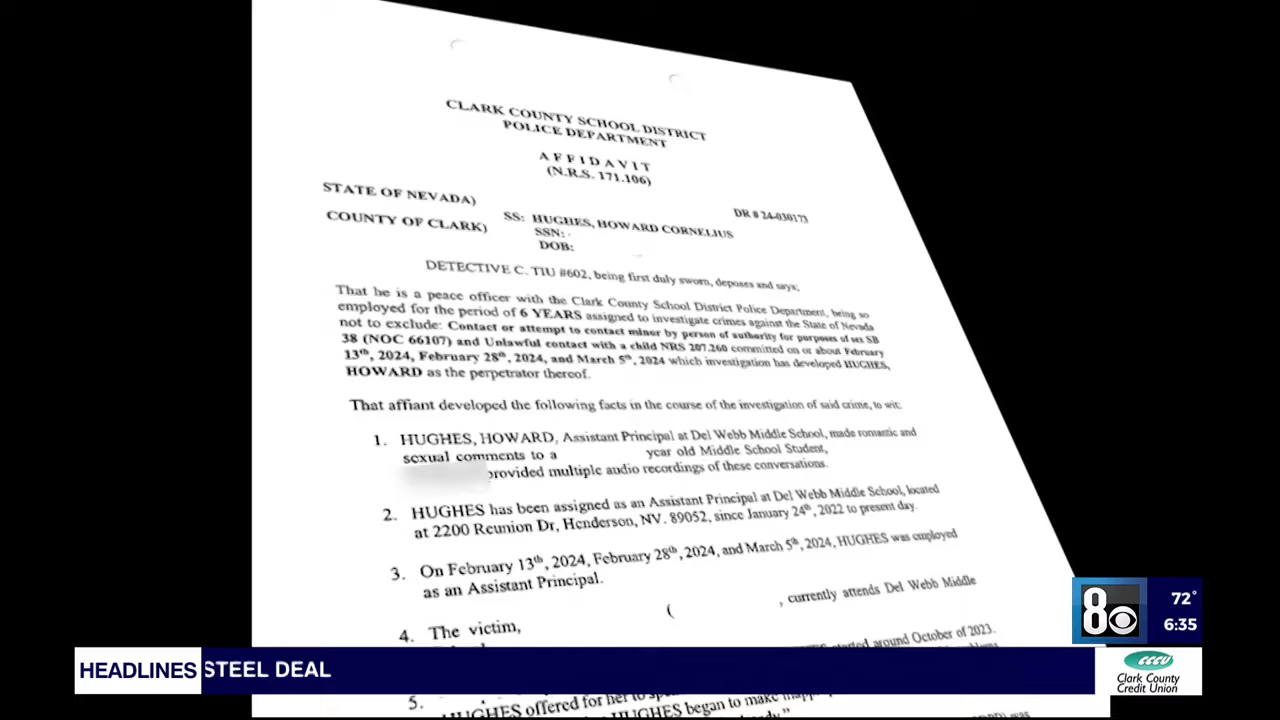 CLARK COUNTY SCHOOL DISTRICT
POLICE DEPARTMENT
AFFIDAVIT
(N.R.S. 171.106)
STATE OF NEVADA)
COUNTY OF CLARK)
SS: HUGHES, HOWARD CORNELIUS
SSN:
DOB:
DR # 24-030173
DETECTIVE C. TIU #602, being first duly sworn, deposes and says;
That he is a peace officer with the Clark County School District Police Department, being so
employed for the period of 6 YEARS assigned to investigate crimes against the State of Nevada
not to exclude: Contact or attempt to contact minor by person of authority for purposes of sex SB
38 (NOC 66107) and Unlawful contact with a child NRS 207.260 committed on or about February
13th, 2024, February 28th, 2024, and March 5th, 2024 which investigation has developed HUGHES,
HOWARD as the perpetrator thereof.
That affiant developed the following facts in the course of the investigation of said crime, to wit:
1. HUGHES, HOWARD, Assistant Principal at Del Webb Middle School, made romantic and
sexual comments to a year old Middle School Student,
provided multiple audio recordings of these conversations.
2. HUGHES has been assigned as an Assistant Principal at Del Webb Middle School, located
at 2200 Reunion Dr, Henderson, NV. 89052, since January 24th, 2022 to present day.
3. On February 13th, 2024, February 28th, 2024, and March 5th, 2024, HUGHES was employed
as an Assistant Principal.
4. The victim, ( , currently attends Del Webb Middle
started around October of 2023.
5.
HUGHES offered for her to
HUGHES began to make
8
72°
6:35
HEADLINES STEEL DEAL
CCCU
Clark County
Credit Union